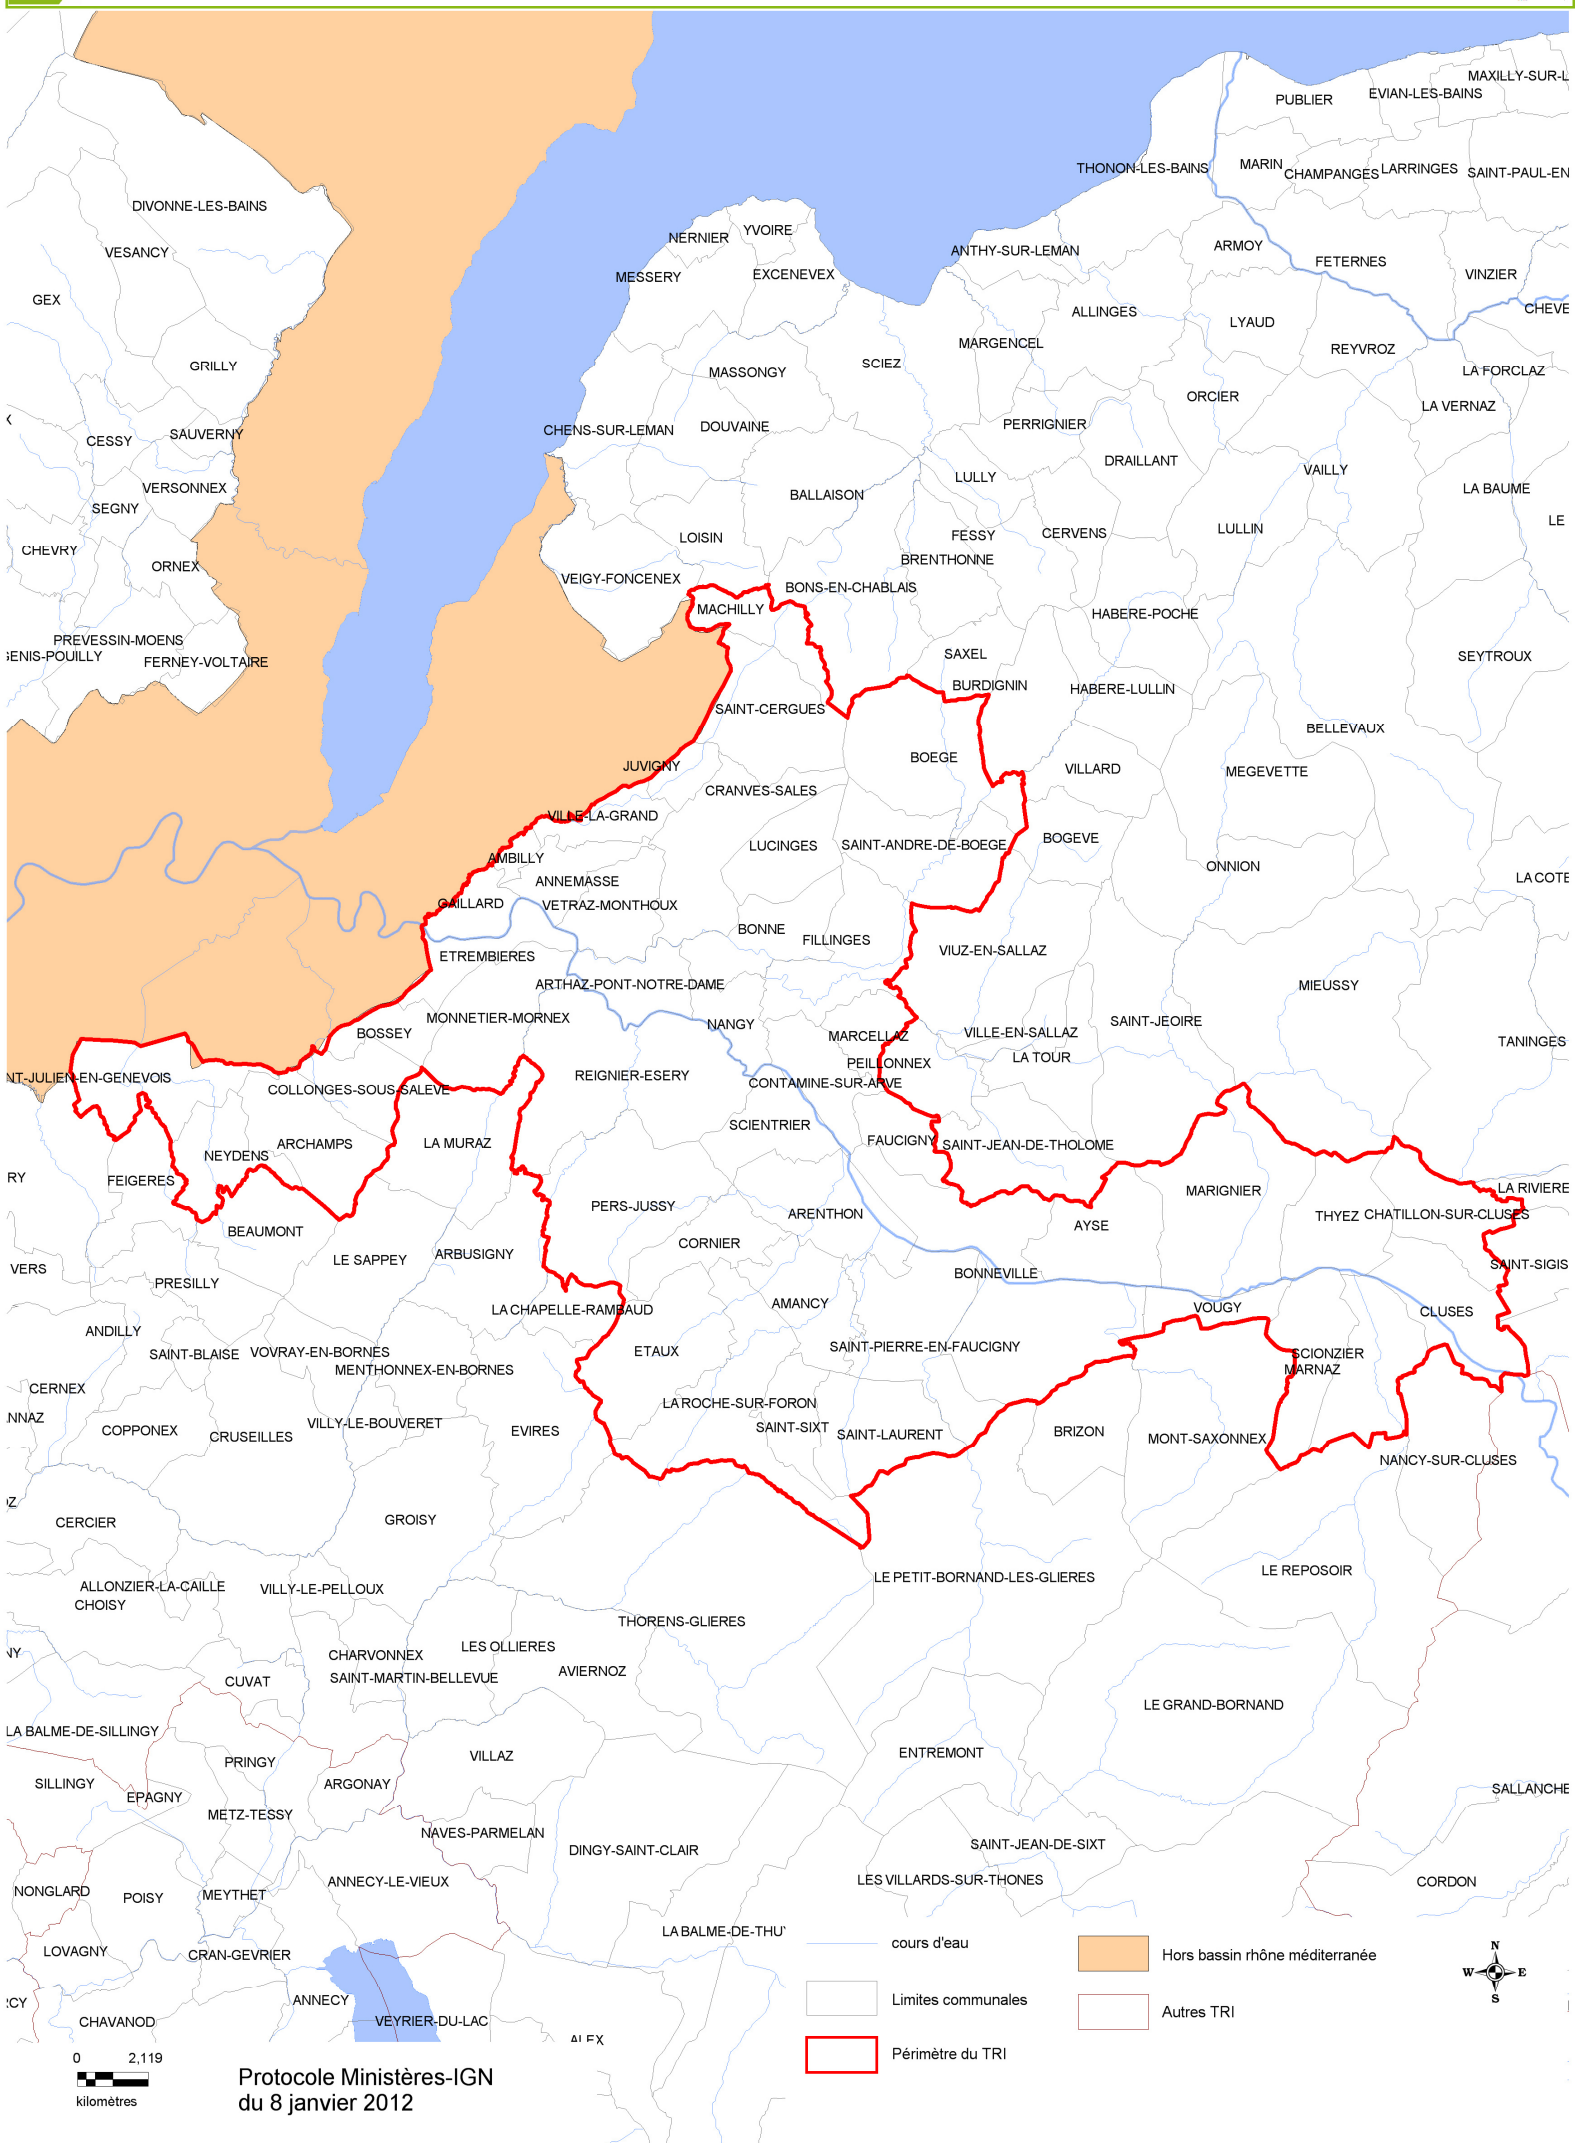 MAXILLY-SUR-L
PUBLIER
EVIAN-LES-BAINS
THONON-LES-BAINS
MARIN
CHAMPANGES
LARRINGES
SAINT-PAUL-EN
DIVONNE-LES-BAINS
VESANCY
NERNIER
YVOIRE
ANTHY-SUR-LEMAN
ARMOY
FETERNES
MESSERY
EXCENEVEX
VINZIER
GEX
CHEVE
ALLINGES
LYAUD
MARGENCEL
REYVROZ
GRILLY
MASSONGY
SCIEZ
LA FORCLAZ
ORCIER
LA VERNAZ
X
CESSY
SAUVERNY
CHENS-SUR-LEMAN
DOUVAINE
PERRIGNIER
DRAILLANT
VAILLY
VERSONNEX
BALLAISON
LULLY
LA BAUME
SEGNY
LOISIN
FESSY
CERVENS
LULLIN
LE
CHEVRY
ORNEX
BRENTHONNE
VEIGY-FONCENEX
BONS-EN-CHABLAIS
MACHILLY
HABERE-POCHE
PREVESSIN-MOENS
GENIS-POUILLY
FERNEY-VOLTAIRE
SAXEL
SEYTROUX
BURDIGNIN
HABERE-LULLIN
SAINT-CERGUES
BELLEVAUX
BOEGE
JUVIGNY
VILLARD
MEGEVETTE
CRANVES-SALES
VILLE-LA-GRAND
LUCINGES
SAINT-ANDRE-DE-BOEGE
BOGEVE
AMBILLY
ONNION
ANNEMASSE
LA COTE
GAILLARD
VETRAZ-MONTHOUX
BONNE
FILLINGES
VIUZ-EN-SALLAZ
ETREMBIERES
ARTHAZ-PONT-NOTRE-DAME
MIEUSSY
MONNETIER-MORNEX
NANGY
SAINT-JEOIRE
BOSSEY
MARCELLAZ
VILLE-EN-SALLAZ
TANINGES
LA TOUR
PEILLONNEX
NT-JULIEN-EN-GENEVOIS
REIGNIER-ESERY
CONTAMINE-SUR-ARVE
COLLONGES-SOUS-SALEVE
SCIENTRIER
ARCHAMPS
LA MURAZ
FAUCIGNY
SAINT-JEAN-DE-THOLOME
NEYDENS
RY
FEIGERES
MARIGNIER
LA RIVIERE
PERS-JUSSY
ARENTHON
AYSE
THYEZ
CHATILLON-SUR-CLUSES
BEAUMONT
CORNIER
LE SAPPEY
ARBUSIGNY
SAINT-SIGIS
VERS
BONNEVILLE
PRESILLY
LA CHAPELLE-RAMBAUD
AMANCY
VOUGY
CLUSES
ANDILLY
SAINT-BLAISE
VOVRAY-EN-BORNES
ETAUX
SAINT-PIERRE-EN-FAUCIGNY
SCIONZIER
MENTHONNEX-EN-BORNES
MARNAZ
CERNEX
LA ROCHE-SUR-FORON
NNAZ
VILLY-LE-BOUVERET
COPPONEX
CRUSEILLES
EVIRES
SAINT-SIXT
SAINT-LAURENT
BRIZON
MONT-SAXONNEX
NANCY-SUR-CLUSES
OZ
CERCIER
GROISY
LE REPOSOIR
LE PETIT-BORNAND-LES-GLIERES
ALLONZIER-LA-CAILLE
VILLY-LE-PELLOUX
CHOISY
THORENS-GLIERES
NY
CHARVONNEX
LES OLLIERES
AVIERNOZ
SAINT-MARTIN-BELLEVUE
CUVAT
LE GRAND-BORNAND
LA BALME-DE-SILLINGY
VILLAZ
ENTREMONT
PRINGY
SILLINGY
ARGONAY
SALLANCHE
EPAGNY
METZ-TESSY
NAVES-PARMELAN
DINGY-SAINT-CLAIR
SAINT-JEAN-DE-SIXT
LES VILLARDS-SUR-THONES
CORDON
NONGLARD
POISY
MEYTHET
ANNECY-LE-VIEUX
LA BALME-DE-THUY
LOVAGNY
CRAN-GEVRIER
cours d'eau
Hors bassin rhône méditerranée
N
W
E
S
RCY
ANNECY
Limites communales
Autres TRI
CHAVANOD
VEYRIER-DU-LAC
ALEX
Périmètre du TRI
0
2,119
kilomètres
Protocole Ministères-IGN
du 8 janvier 2012